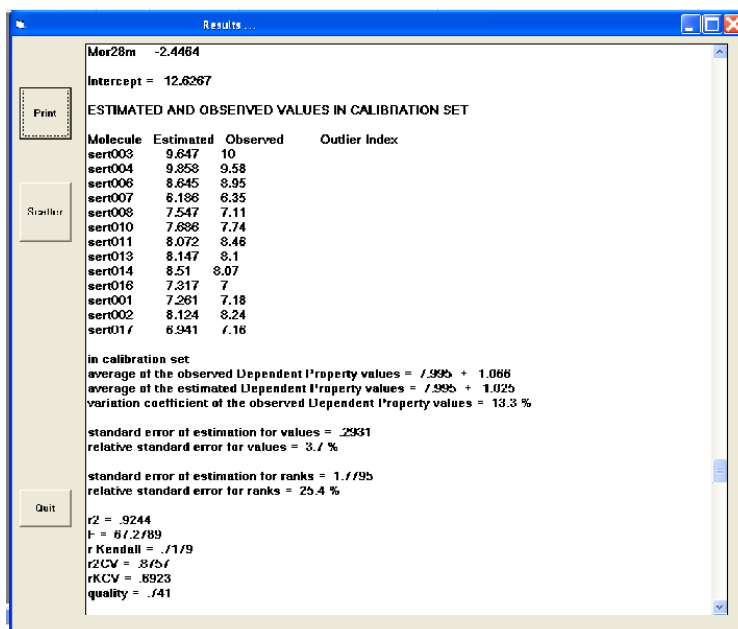 Results ...
Print
Scatter
Quit
Mor28m -2.4464
Intercept = 12.6267
ESTIMATED AND OBSERVED VALUES IN CALIBRATION SET
Molecule Estimated Observed Outlier Index
sert003 9.647 10
sert004 9.858 9.58
sert006 8.645 8.95
sert007 6.186 6.35
sert008 7.547 7.11
sert010 7.686 7.74
sert011 8.072 8.46
sert013 8.147 8.1
sert014 8.51 8.07
sert016 7.317 7
sert001 7.261 7.18
sert002 8.124 8.24
sert017 6.941 7.16
in calibration set
average of the observed Dependent Property values = 7.995 + 1.066
average of the estimated Dependent Property values = 7.995 + 1.025
variation coefficient of the observed Dependent Property values = 13.3 %
standard error of estimation for values = .2931
relative standard error for values = 3.7 %
standard error of estimation for ranks = 1.7795
relative standard error for ranks = 25.4 %
r2 = .9244
F = 67.2789
r Kendall = .7179
r2CV = .8757
rKCV = .6923
quality = .741